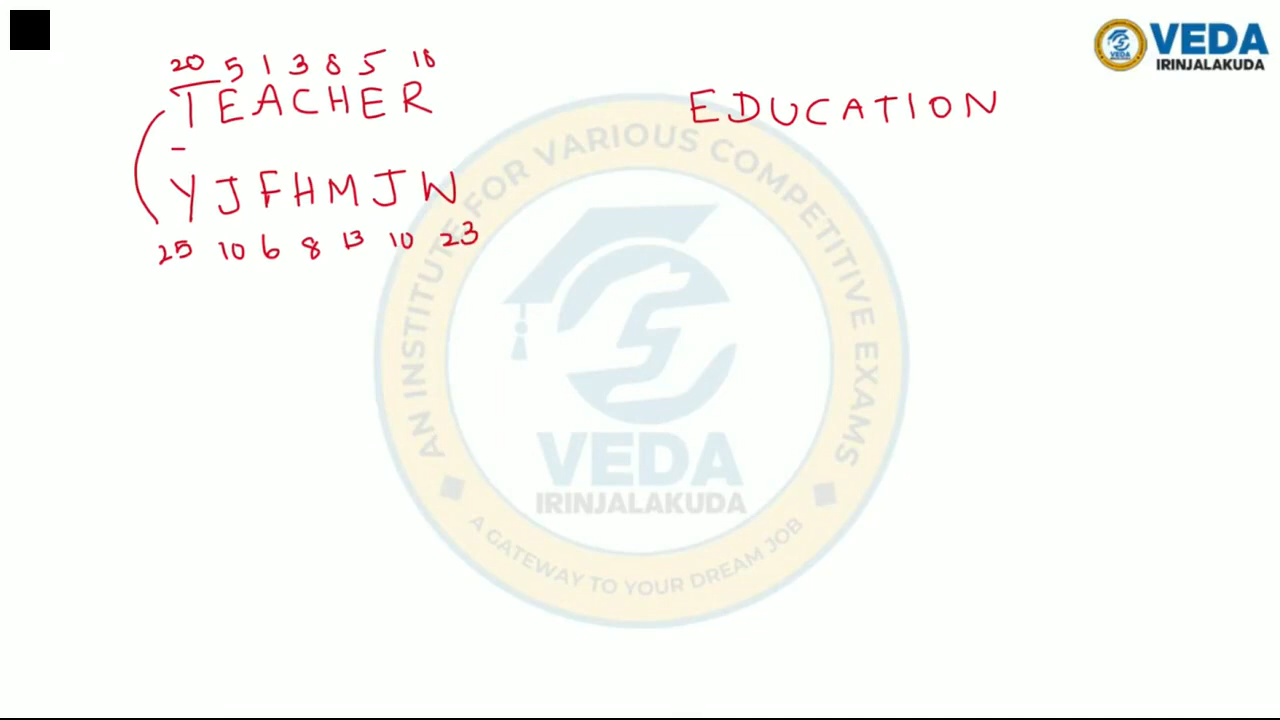 VEDA
IRINJALAKUDA
20 5 1 3 8 5 18
TEACHER
EDUCATION
YJFHMJW
25 10 6 8 13 10 23
AN INSTITUTE FOR VARIOUS COMPETITIVE EXAMS
VEDA
IRINJALAKUDA
A GATEWAY TO YOUR DREAM JOB